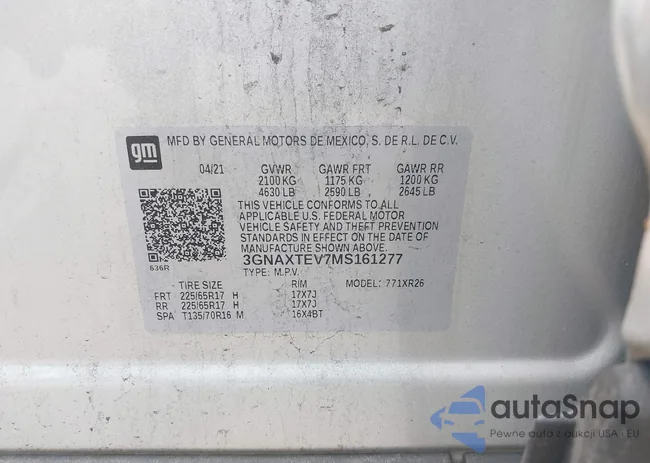 gm
MFD BY GENERAL MOTORS DE MEXICO, S. DE R.L. DE C.V.
04/21 GVWR GAWR FRT GAWR RR
2100 KG 1175 KG 1200 KG
4630 LB 2590 LB 2645 LB
THIS VEHICLE CONFORMS TO ALL
APPLICABLE U.S. FEDERAL MOTOR
VEHICLE SAFETY AND THEFT PREVENTION
STANDARDS IN EFFECT ON THE DATE OF
MANUFACTURE SHOWN ABOVE.
636R
3GNAXTEV7MS161277
TYPE: M.P.V. MODEL: 771XR26
TIRE SIZE RIM
FRT 225/65R17 H 17X7J
RR 225/65R17 H 17X7J
SPA T135/70R16 M 16X4BT
autaSnap
Pewne auta z aukcji USA - EU